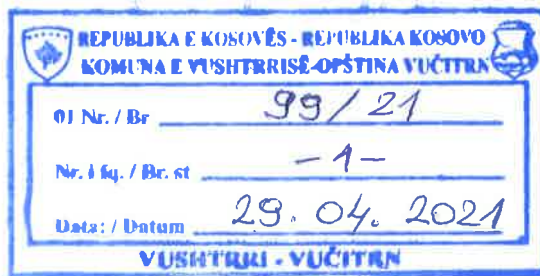 REPUBLIKA E KOSOVËS - REPUBLIKA KOSOVO
KOMUNA E VUSHTRRISË-OPŠTINA VUČITRN
01 Nr. / Br 99/21
Nr. i fq. / Br. st -1-
Data: / Datum 29. 04. 2021
VUSHTRRI - VUČITRN